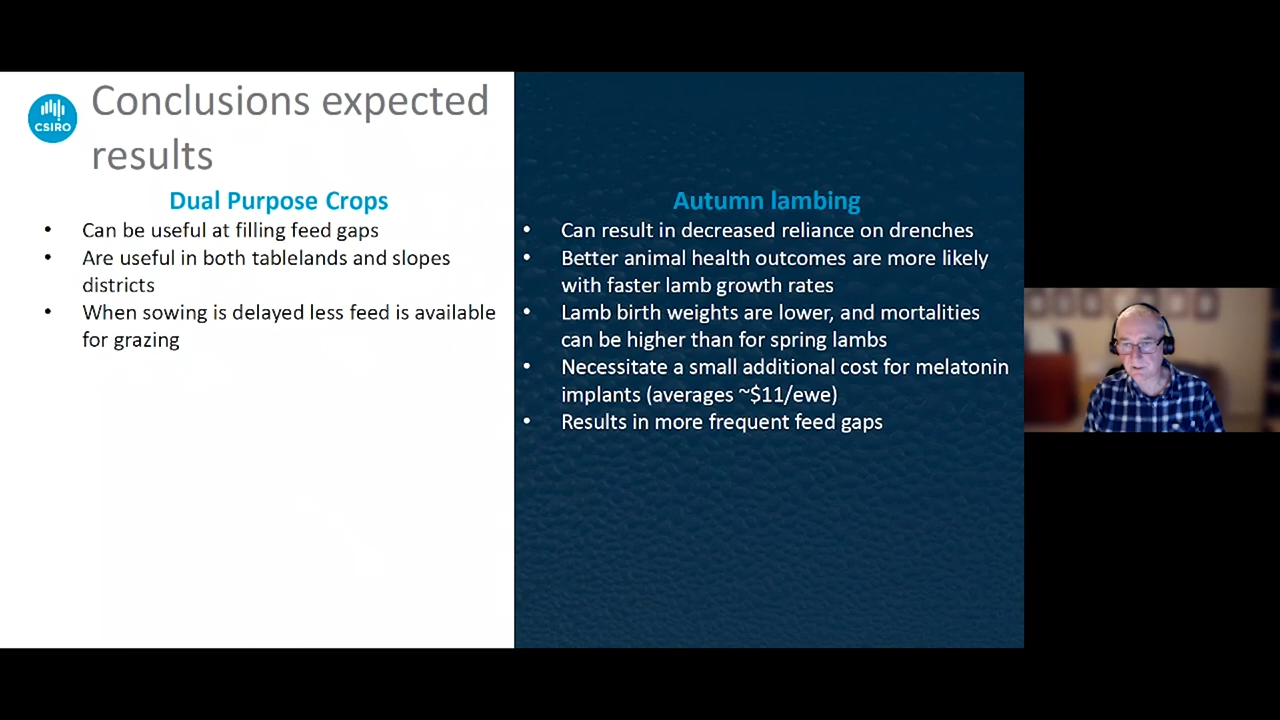 CSIRO
Conclusions expected
results
Dual Purpose Crops
• Can be useful at filling feed gaps
• Are useful in both tablelands and slopes
districts
• When sowing is delayed less feed is available
for grazing
Autumn lambing
• Can result in decreased reliance on drenches
• Better animal health outcomes are more likely
with faster lamb growth rates
• Lamb birth weights are lower, and mortalities
can be higher than for spring lambs
• Necessitate a small additional cost for melatonin
implants (averages ~$11/ewe)
• Results in more frequent feed gaps